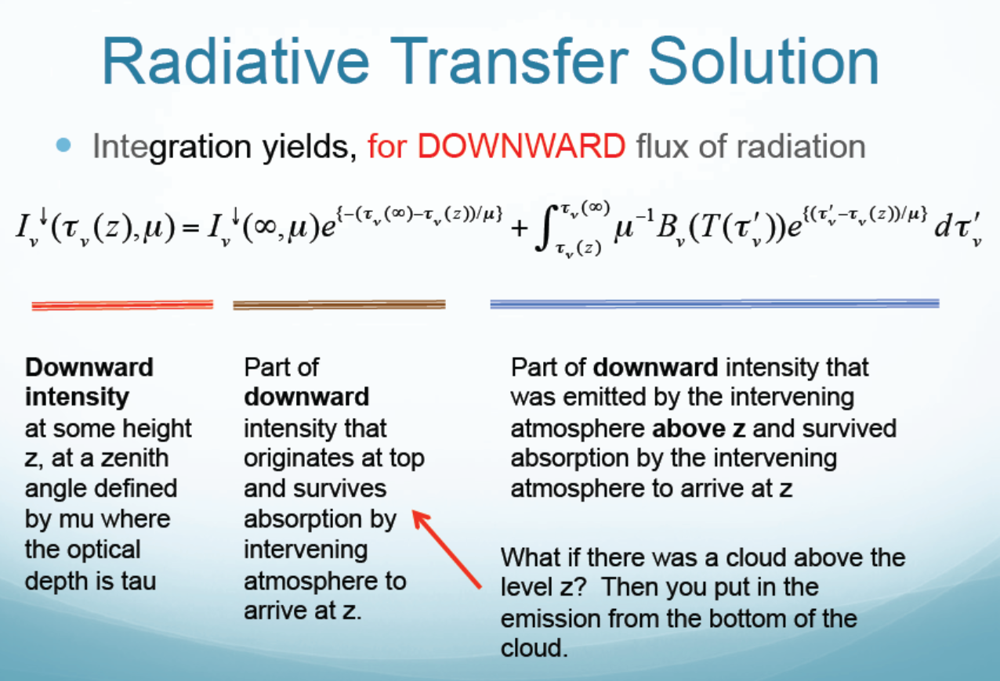 Radiative Transfer Solution
• Integration yields, for DOWNWARD flux of radiation
I_ν^↓(τ_ν(z),μ) = I_ν^↓(∞,μ)e^{−(τ_ν(∞)−τ_ν(z))/μ} + ∫_{τ_ν(z)}^{τ_ν(∞)} μ^{−1}B_ν(T(τ′_ν))e^{{(τ′_ν−τ_ν(z))/μ}} dτ′_ν
Downward
intensity
at some height
z, at a zenith
angle defined
by mu where
the optical
depth is tau
Part of
downward
intensity that
originates at top
and survives
absorption by
intervening
atmosphere to
arrive at z.
Part of downward intensity that
was emitted by the intervening
atmosphere above z and survived
absorption by the intervening
atmosphere to arrive at z
What if there was a cloud above the
level z? Then you put in the
emission from the bottom of the
cloud.